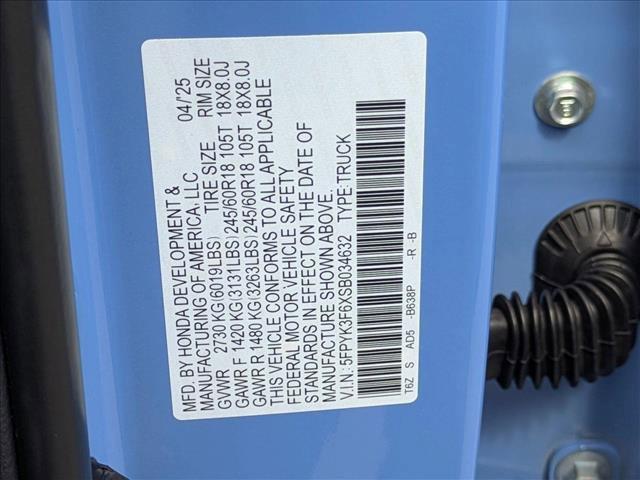 MFD. BY HONDA DEVELOPMENT & 04/'25
MANUFACTURING OF AMERICA, LLC
GVWR 2730 KG(6019LBS) TIRE SIZE RIM SIZE
GAWR F 1420 KG(3131LBS) 245/60R18 105T 18X8.0J
GAWR R 1480 KG(3263LBS) 245/60R18 105T 18X8.0J
THIS VEHICLE CONFORMS TO ALL APPLICABLE
FEDERAL MOTOR VEHICLE SAFETY
STANDARDS IN EFFECT ON THE DATE OF
MANUFACTURE SHOWN ABOVE.
V.I.N: 5FPYK3F6XSB034632 TYPE:TRUCK
T6Z S AD5 -B638P -R -B